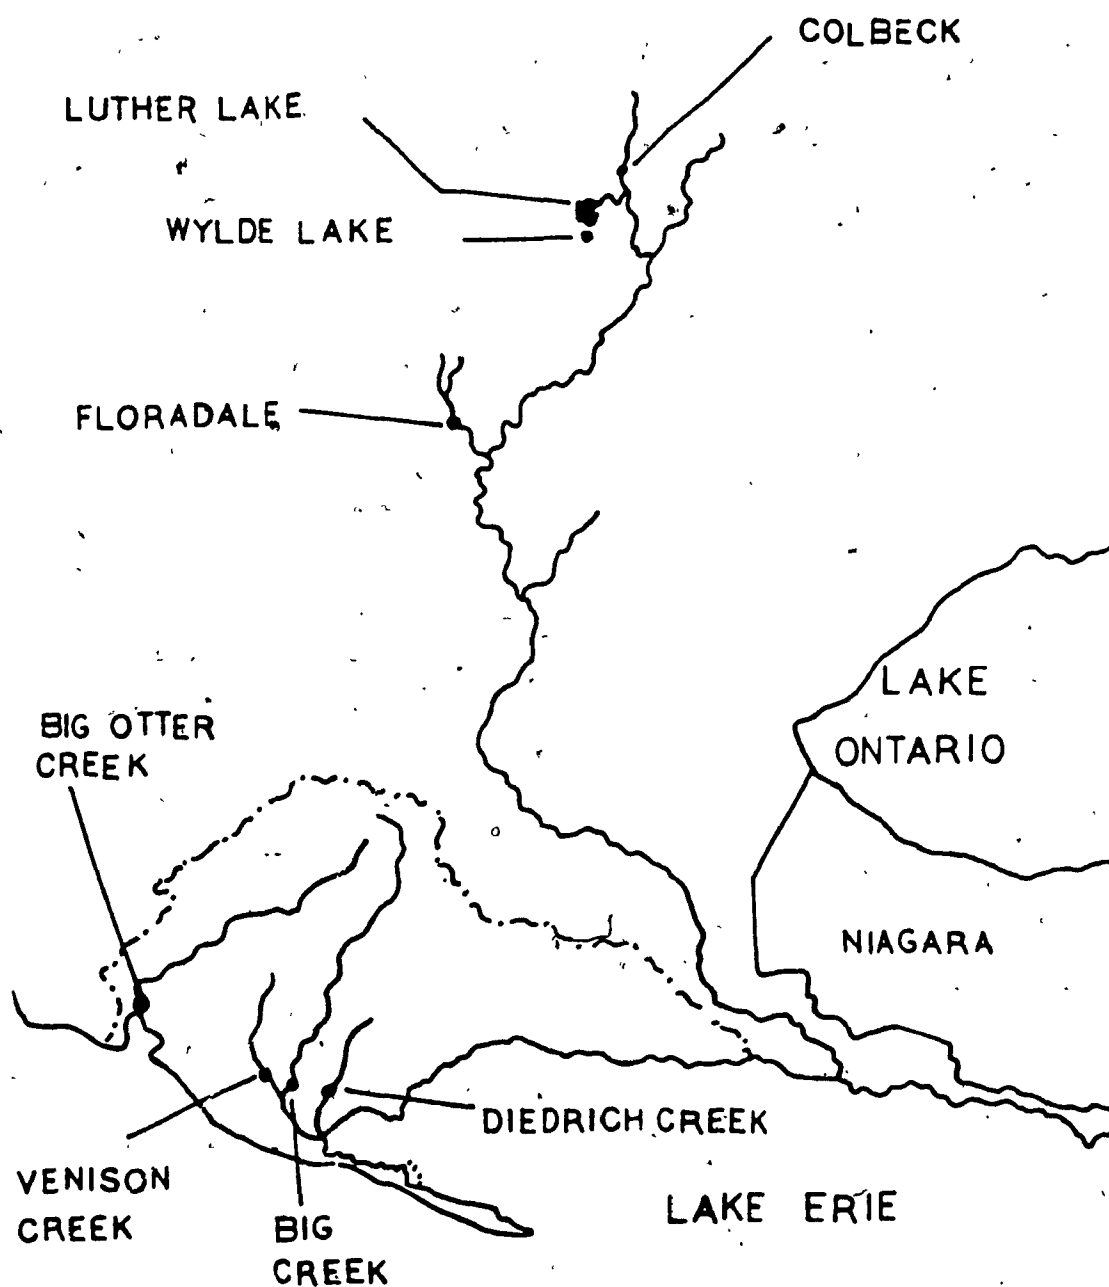 COLBECK
LUTHER LAKE
WYLDE LAKE
FLORADALE
LAKE
ONTARIO
BIG OTTER
CREEK
NIAGARA
DIEDRICH CREEK
VENISON
CREEK
BIG
CREEK
LAKE ERIE